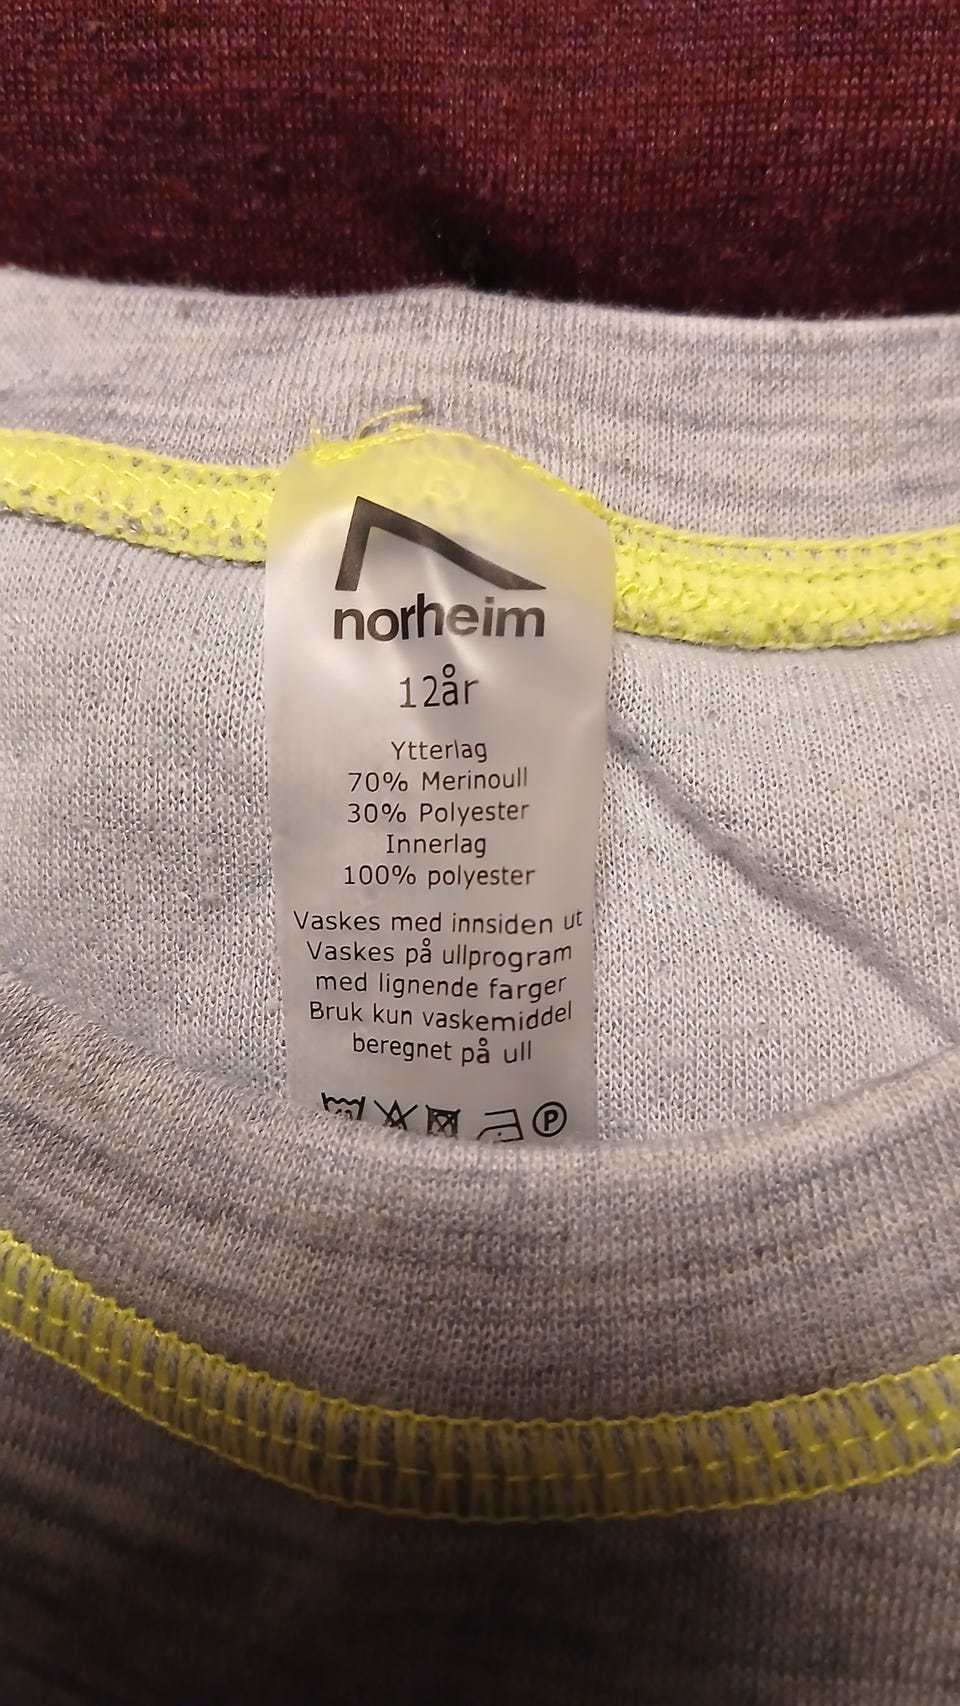 norheim
12år
Ytterlag
70% Merinoull
30% Polyester
Innerlag
100% polyester
Vaskes med innsiden ut
Vaskes på ullprogram
med lignende farger
Bruk kun vaskemiddel
beregnet på ull
P